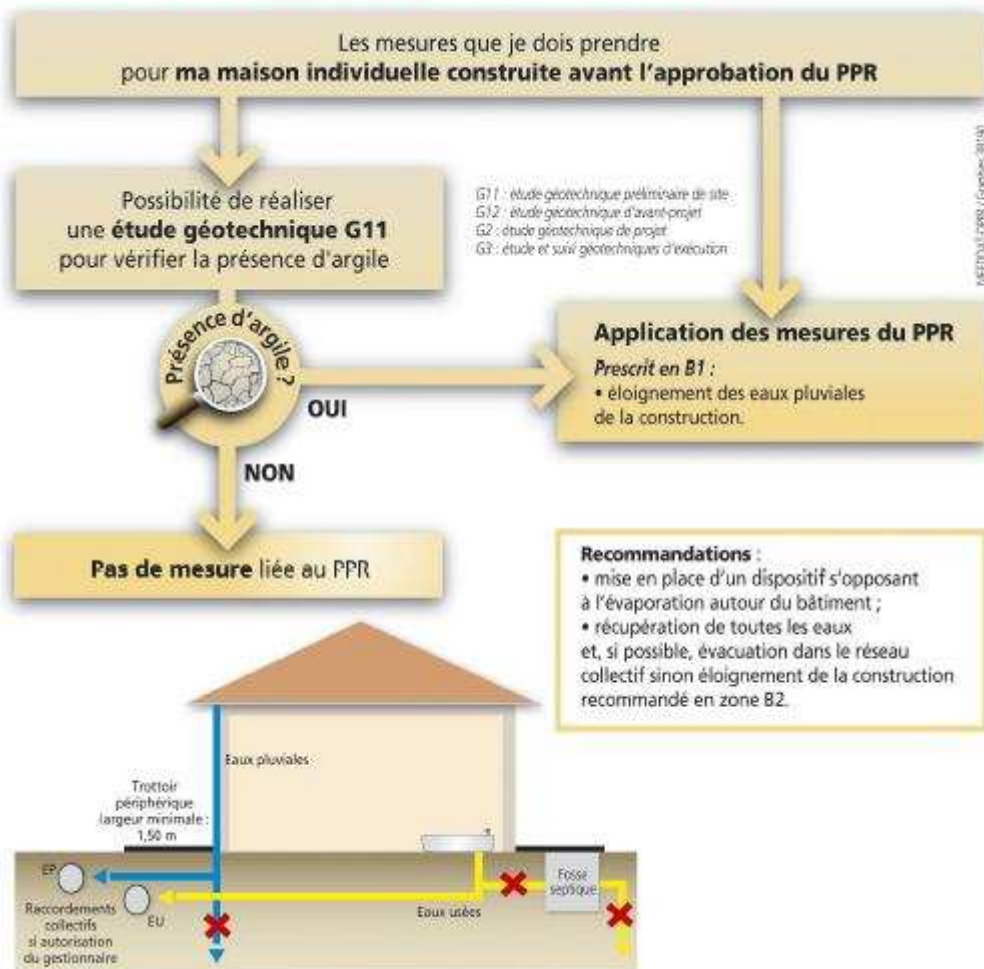 Les mesures que je dois prendre
pour ma maison individuelle construite avant l'approbation du PPR
Possibilité de réaliser
une étude géotechnique G11
pour vérifier la présence d'argile
G11 : étude géotechnique préliminaire de site
G12 : étude géotechnique d'avant-projet
G2 : étude géotechnique de projet
G3 : étude et suivi géotechniques d'exécution
Présence d'argile ?
OUI
NON
Application des mesures du PPR
Prescrit en B1 :
• éloignement des eaux pluviales
de la construction.
Pas de mesure liée au PPR
Recommandations :
• mise en place d'un dispositif s'opposant
à l'évaporation autour du bâtiment ;
• récupération de toutes les eaux
et, si possible, évacuation dans le réseau
collectif sinon éloignement de la construction
recommandé en zone B2.
Eaux pluviales
Trottoir
périphérique
largeur minimale :
1,50 m
EP
EU
Raccordements
collectifs
si autorisation
du gestionnaire
Eaux usées
Fosse
septique